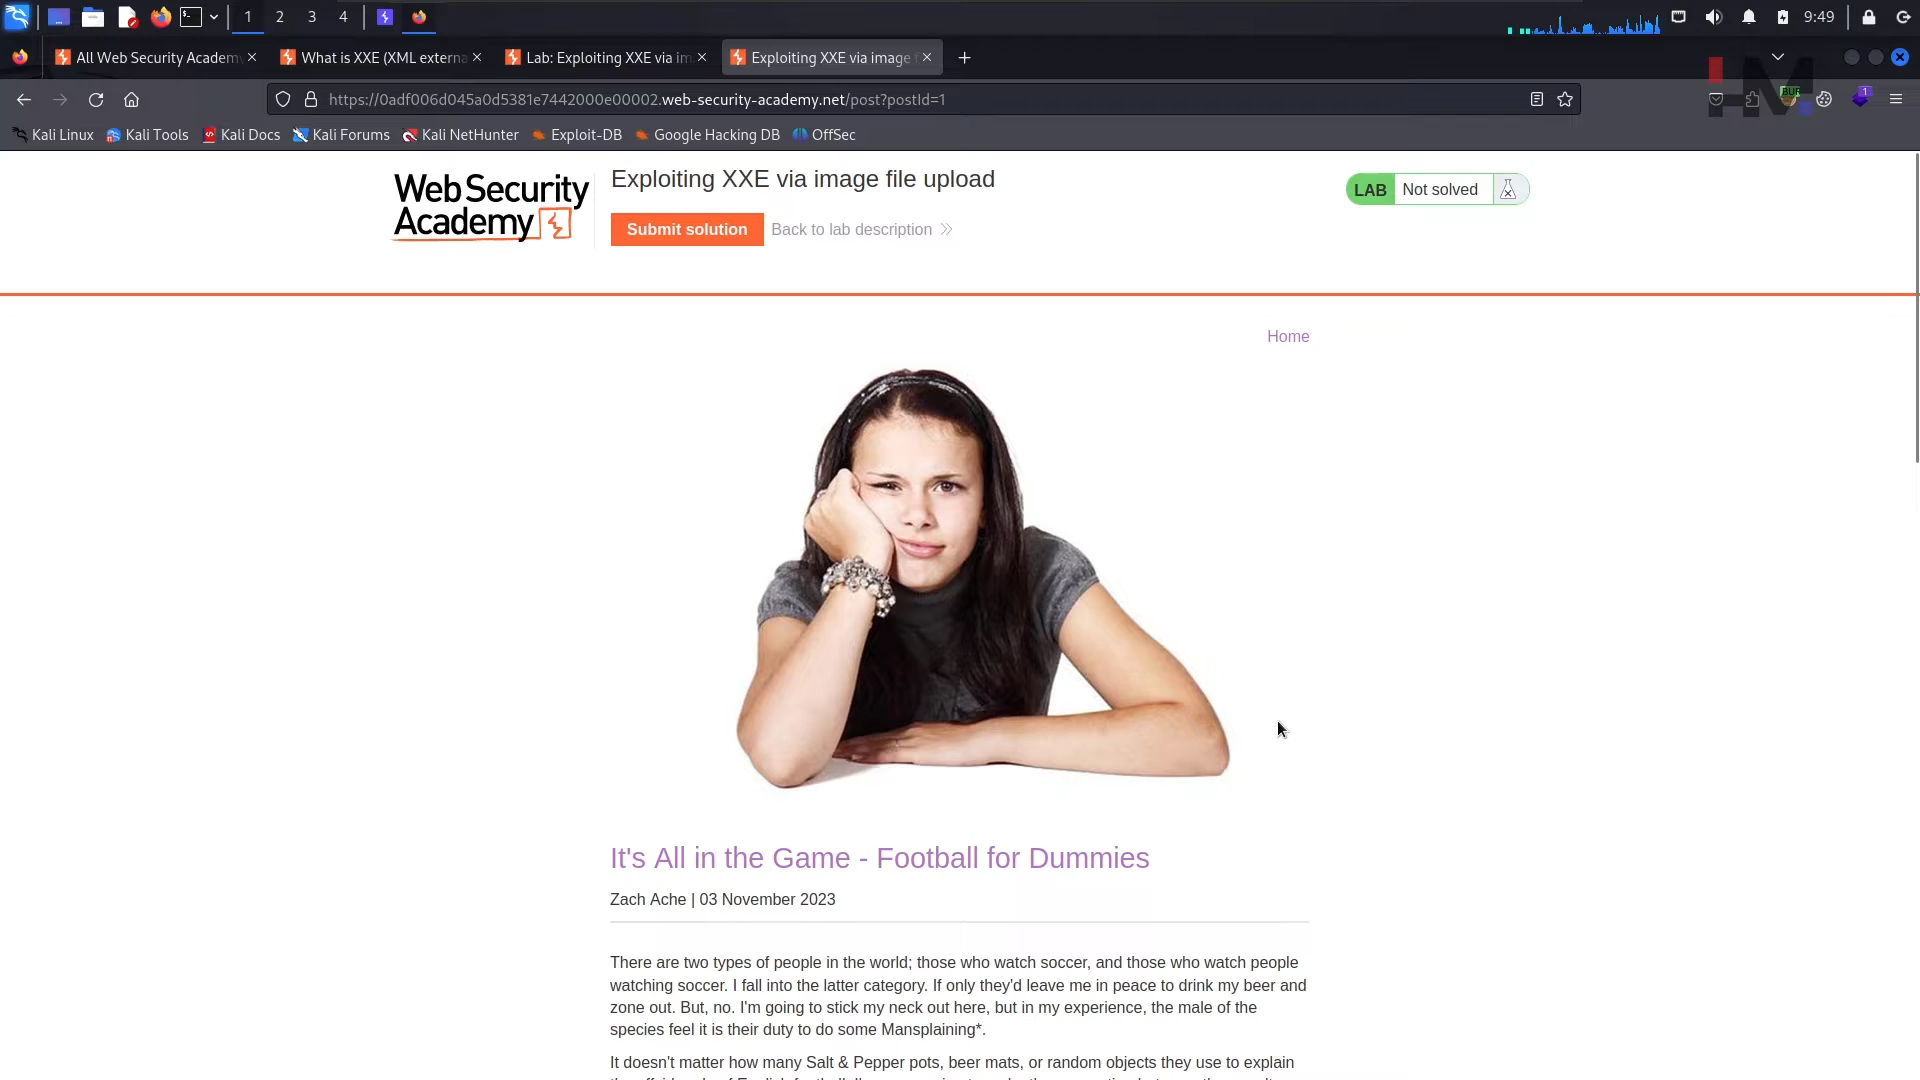 1 2 3 4 9:49
All Web Security Academ What is XXE (XML externa Lab: Exploiting XXE via im Exploiting XXE via image f
https://0adf006d045a0d5381e7442000e00002.web-security-academy.net/post?postId=1
BUR 1
HM
Kali Linux Kali Tools Kali Docs Kali Forums Kali NetHunter Exploit-DB Google Hacking DB OffSec
Web Security
Academy
Exploiting XXE via image file upload
LAB Not solved
Submit solution Back to lab description
Home
It's All in the Game - Football for Dummies
Zach Ache | 03 November 2023
There are two types of people in the world; those who watch soccer, and those who watch people
watching soccer. I fall into the latter category. If only they'd leave me in peace to drink my beer and
zone out. But, no. I'm going to stick my neck out here, but in my experience, the male of the
species feel it is their duty to do some Mansplaining*.
It doesn't matter how many Salt & Pepper pots, beer mats, or random objects they use to explain